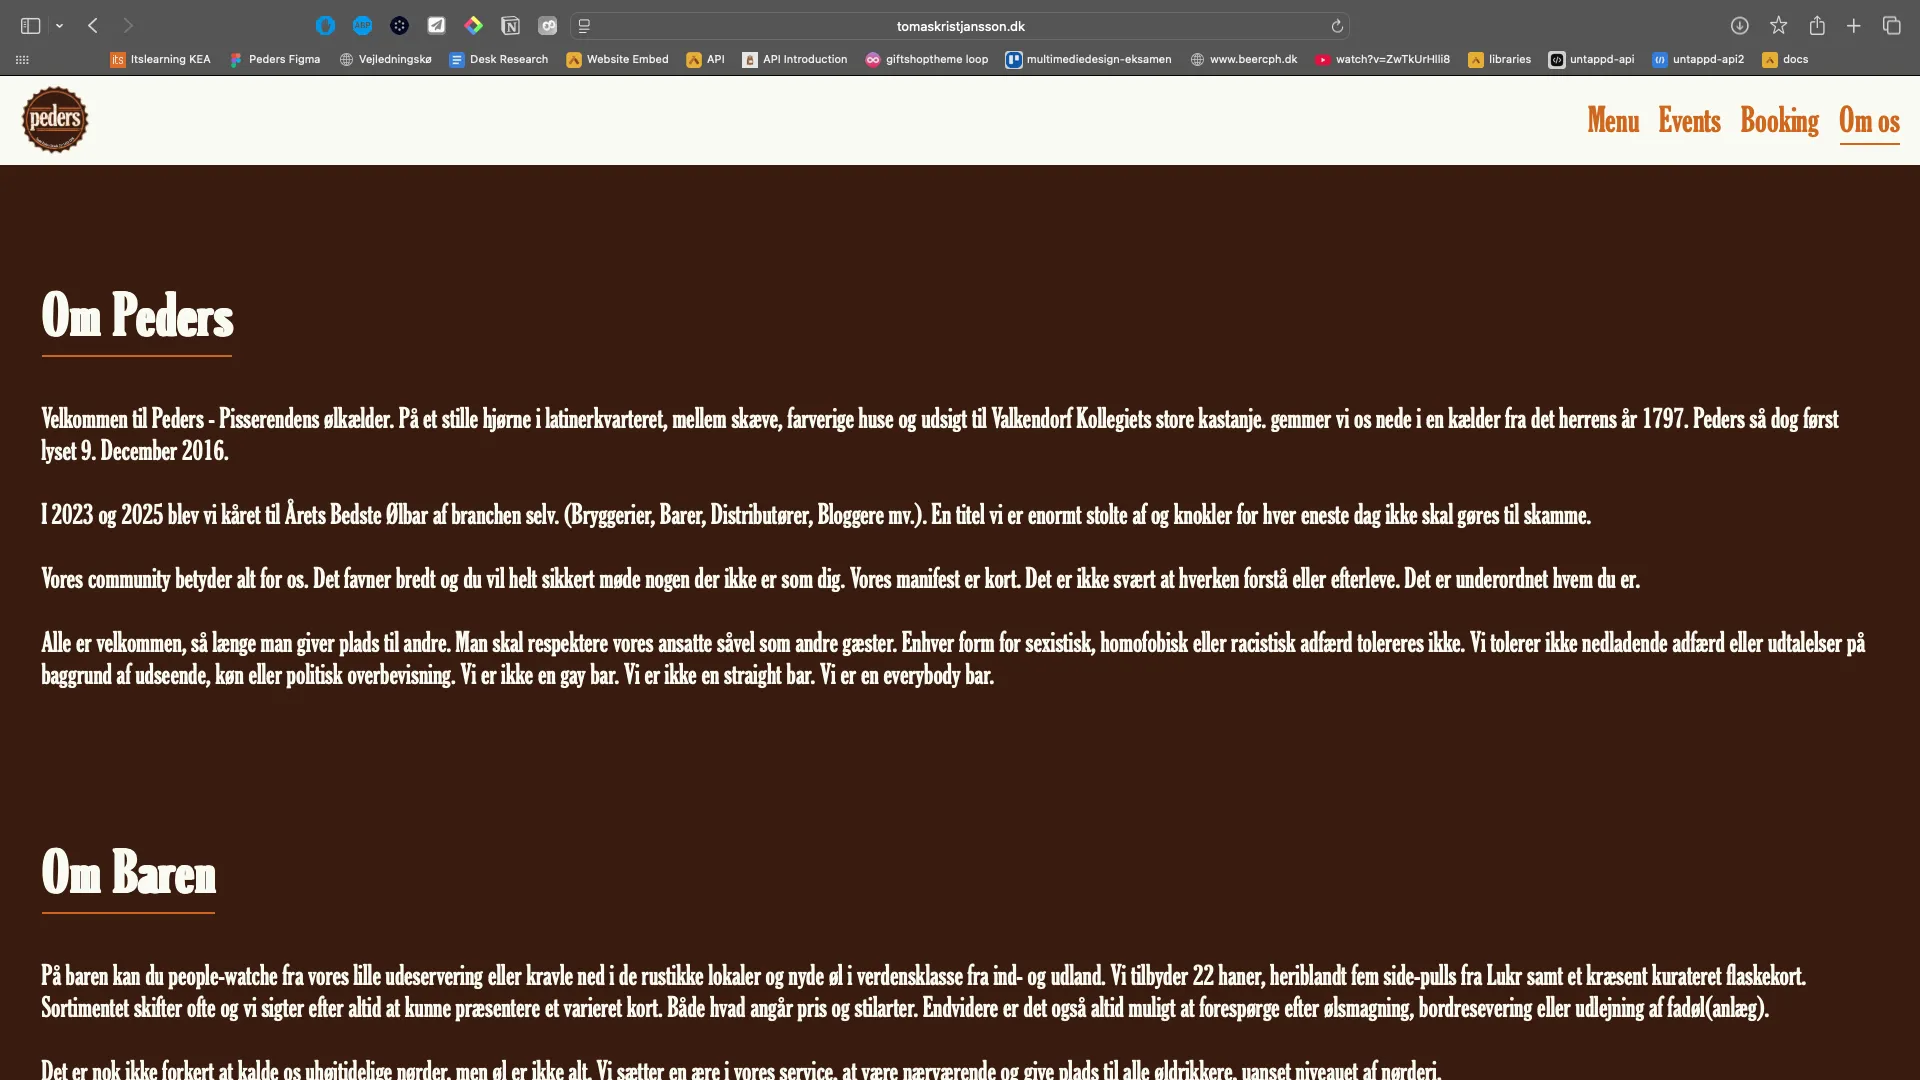 tomaskristjansson.dk
Itslearning KEA
Peders Figma
Vejledningskø
Desk Research
Website Embed
API
API Introduction
giftshoptheme loop
multimediedesign-eksamen
www.beercph.dk
watch?v=ZwTkUrHlli8
libraries
untappd-api
untappd-api2
docs
peders
Menu Events Booking Om os
Om Peders
Velkommen til Peders - Pisserendens ølkælder. På et stille hjørne i latinerkvarteret, mellem skæve, farverige huse og udsigt til Valkendorf Kollegiets store kastanje. gemmer vi os nede i en kælder fra det herrens år 1797. Peders så dog først
lyset 9. December 2016.
I 2023 og 2025 blev vi kåret til Årets Bedste Ølbar af branchen selv. (Bryggerier, Barer, Distributører, Bloggere mv.). En titel vi er enormt stolte af og knokler for hver eneste dag ikke skal gøres til skamme.
Vores community betyder alt for os. Det favner bredt og du vil helt sikkert møde nogen der ikke er som dig. Vores manifest er kort. Det er ikke svært at hverken forstå eller efterleve. Det er underordnet hvem du er.
Alle er velkommen, så længe man giver plads til andre. Man skal respektere vores ansatte såvel som andre gæster. Enhver form for sexistisk, homofobisk eller racistisk adfærd tolereres ikke. Vi tolerer ikke nedladende adfærd eller udtalelser på
baggrund af udseende, køn eller politisk overbevisning. Vi er ikke en gay bar. Vi er ikke en straight bar. Vi er en everybody bar.
Om Baren
På baren kan du people-watche fra vores lille udeservering eller kravle ned i de rustikke lokaler og nyde øl i verdensklasse fra ind- og udland. Vi tilbyder 22 haner, heriblandt fem side-pulls fra Lukr samt et kræsent kurateret flaskekort.
Sortimentet skifter ofte og vi sigter efter altid at kunne præsentere et varieret kort. Både hvad angår pris og stilarter. Endvidere er det også altid muligt at forespørge efter ølsmagning, bordresevering eller udlejning af fadøl(anlæg).
Det er nok ikke forkert at kalde os uhøjtidelige nørder, men øl er ikke alt. Vi sætter en ære i vores service, at være nærværende og give plads til alle øldrikkere, uanset niveauet af nørderi.